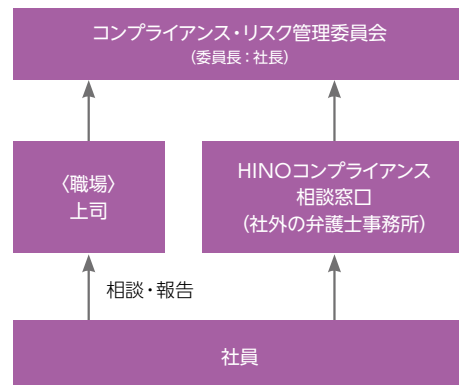 コンプライアンス・リスク管理委員会
（委員長：社長）
〈職場〉
上司
HINOコンプライアンス
相談窓口
（社外の弁護士事務所）
相談・報告
社員